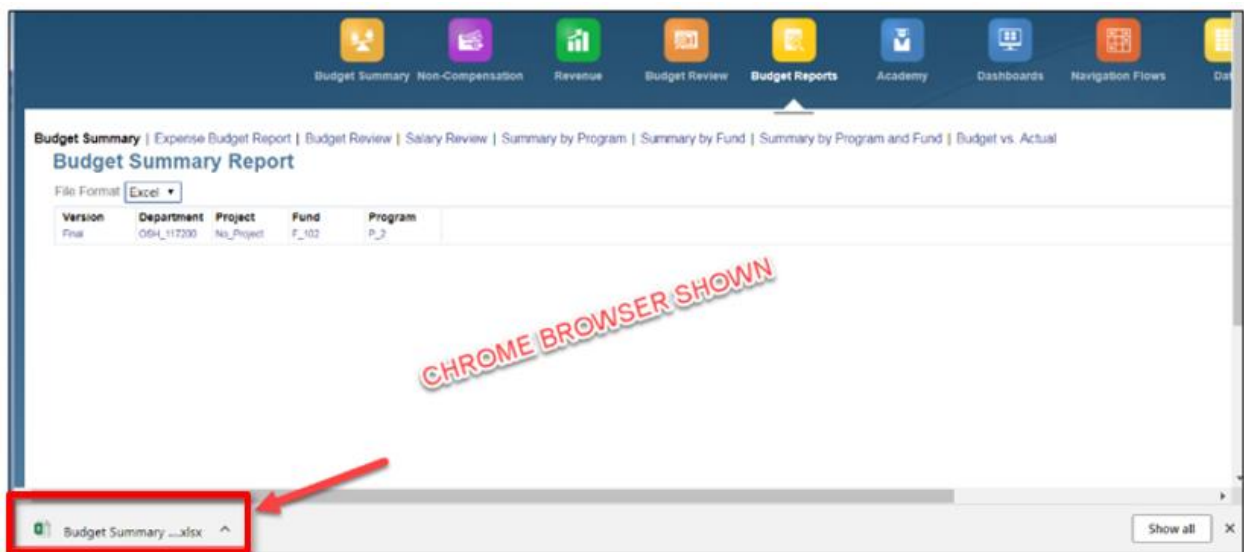 Budget Summary Non-Compensation Revenue Budget Review Budget Reports Academy Dashboards Navigation Flows Dat
Budget Summary | Expense Budget Report | Budget Review | Salary Review | Summary by Program | Summary by Fund | Summary by Program and Fund | Budget vs. Actual
Budget Summary Report
File Format Excel
Version Department Project Fund Program
Final OSH_117200 No_Project F_102 P_2
CHROME BROWSER SHOWN
Budget Summary ....xlsx Show all